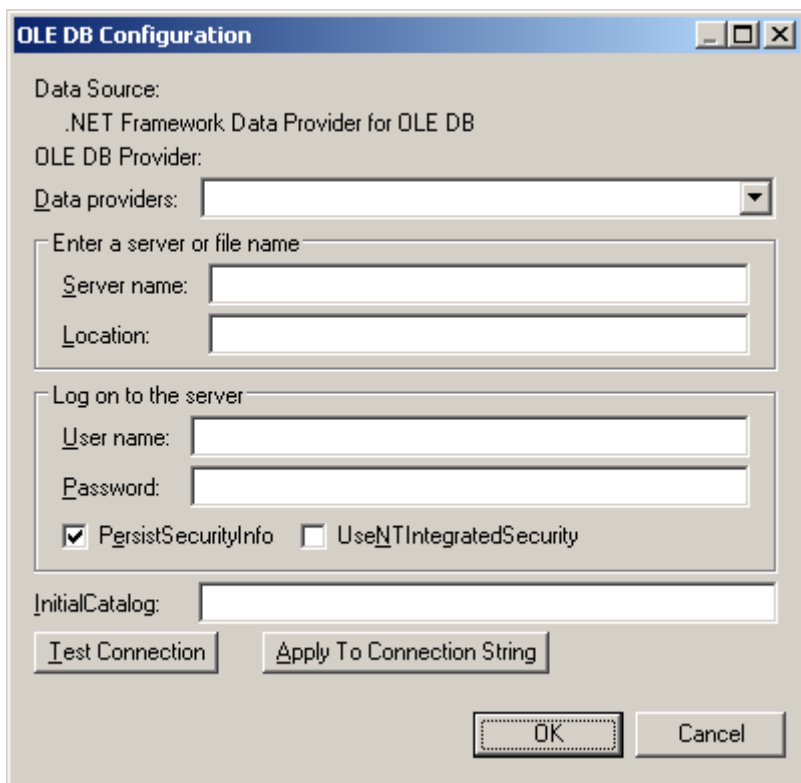 OLE DB Configuration
Data Source:
.NET Framework Data Provider for OLE DB
OLE DB Provider:
Data providers:
Enter a server or file name
Server name:
Location:
Log on to the server
User name:
Password:
PersistSecurityInfo UseNTIntegratedSecurity
InitialCatalog:
Test Connection Apply To Connection String
OK Cancel